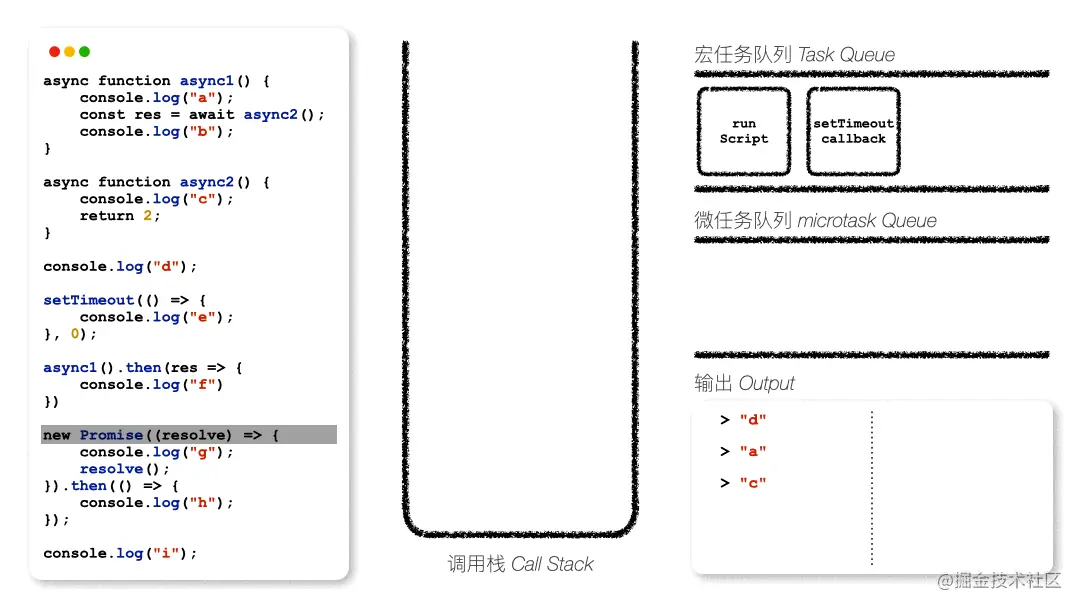 async function async1() {
    console.log("a");
    const res = await async2();
    console.log("b");
}
async function async2() {
    console.log("c");
    return 2;
}
console.log("d");
setTimeout(() => {
    console.log("e");
}, 0);
async1().then(res => {
    console.log("f")
})
new Promise((resolve) => {
    console.log("g");
    resolve();
}).then(() => {
    console.log("h");
});
console.log("i");
调用栈 Call Stack
宏任务队列 Task Queue
run
Script
setTimeout
callback
微任务队列 microtask Queue
输出 Output
> "d"
> "a"
> "c"
@掘金技术社区